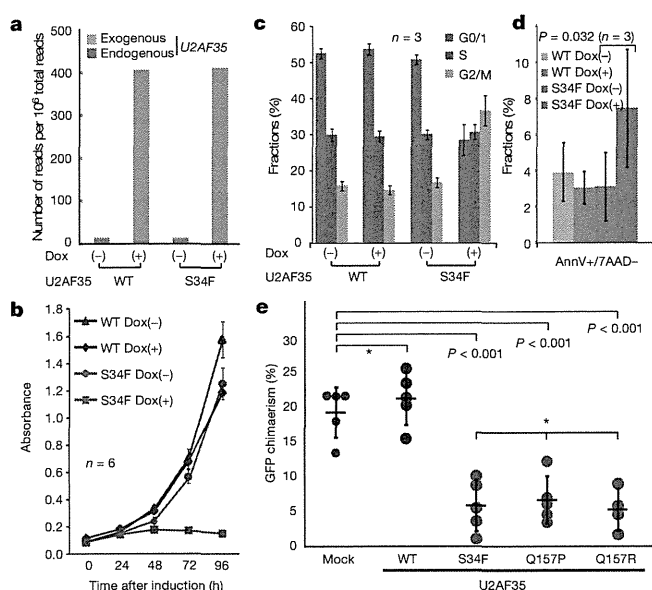 a
Exogenous
Endogenous
U2AF35
Number of reads per 10⁶ total reads
500
400
300
200
100
0
Dox (–) (+) (–) (+)
U2AF35 WT S34F
b
WT Dox(–)
WT Dox(+)
S34F Dox(–)
S34F Dox(+)
Absorbance
1.8
1.6
1.4
1.2
1.0
0.8
0.6
0.4
0.2
0
n = 6
0 24 48 72 96
Time after induction (h)
c
n = 3
G0/1
S
G2/M
Fractions (%)
60
50
40
30
20
10
0
Dox (–) (+) (–) (+)
U2AF35 WT S34F
d
P = 0.032 (n = 3)
WT Dox(–)
WT Dox(+)
S34F Dox(–)
S34F Dox(+)
Fractions (%)
12
10
8
6
4
2
0
AnnV+/7AAD–
e
P < 0.001
P < 0.001
P < 0.001
*
*
GFP chimaerism (%)
35
30
25
20
15
10
5
0
Mock WT S34F Q157P Q157R
U2AF35